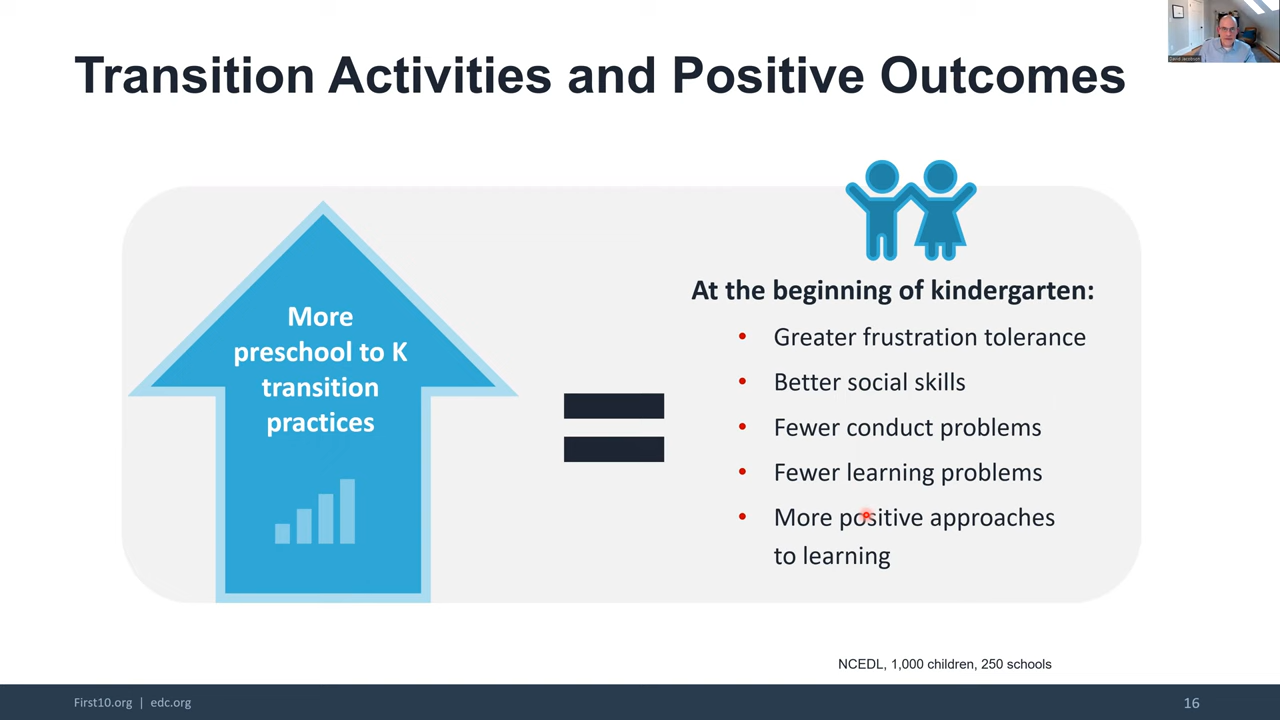 Transition Activities and Positive Outcomes
David Jacobson
More
preschool to K
transition
practices
At the beginning of kindergarten:
• Greater frustration tolerance
• Better social skills
• Fewer conduct problems
• Fewer learning problems
• More positive approaches
to learning
NCEDL, 1,000 children, 250 schools
First10.org | edc.org
16